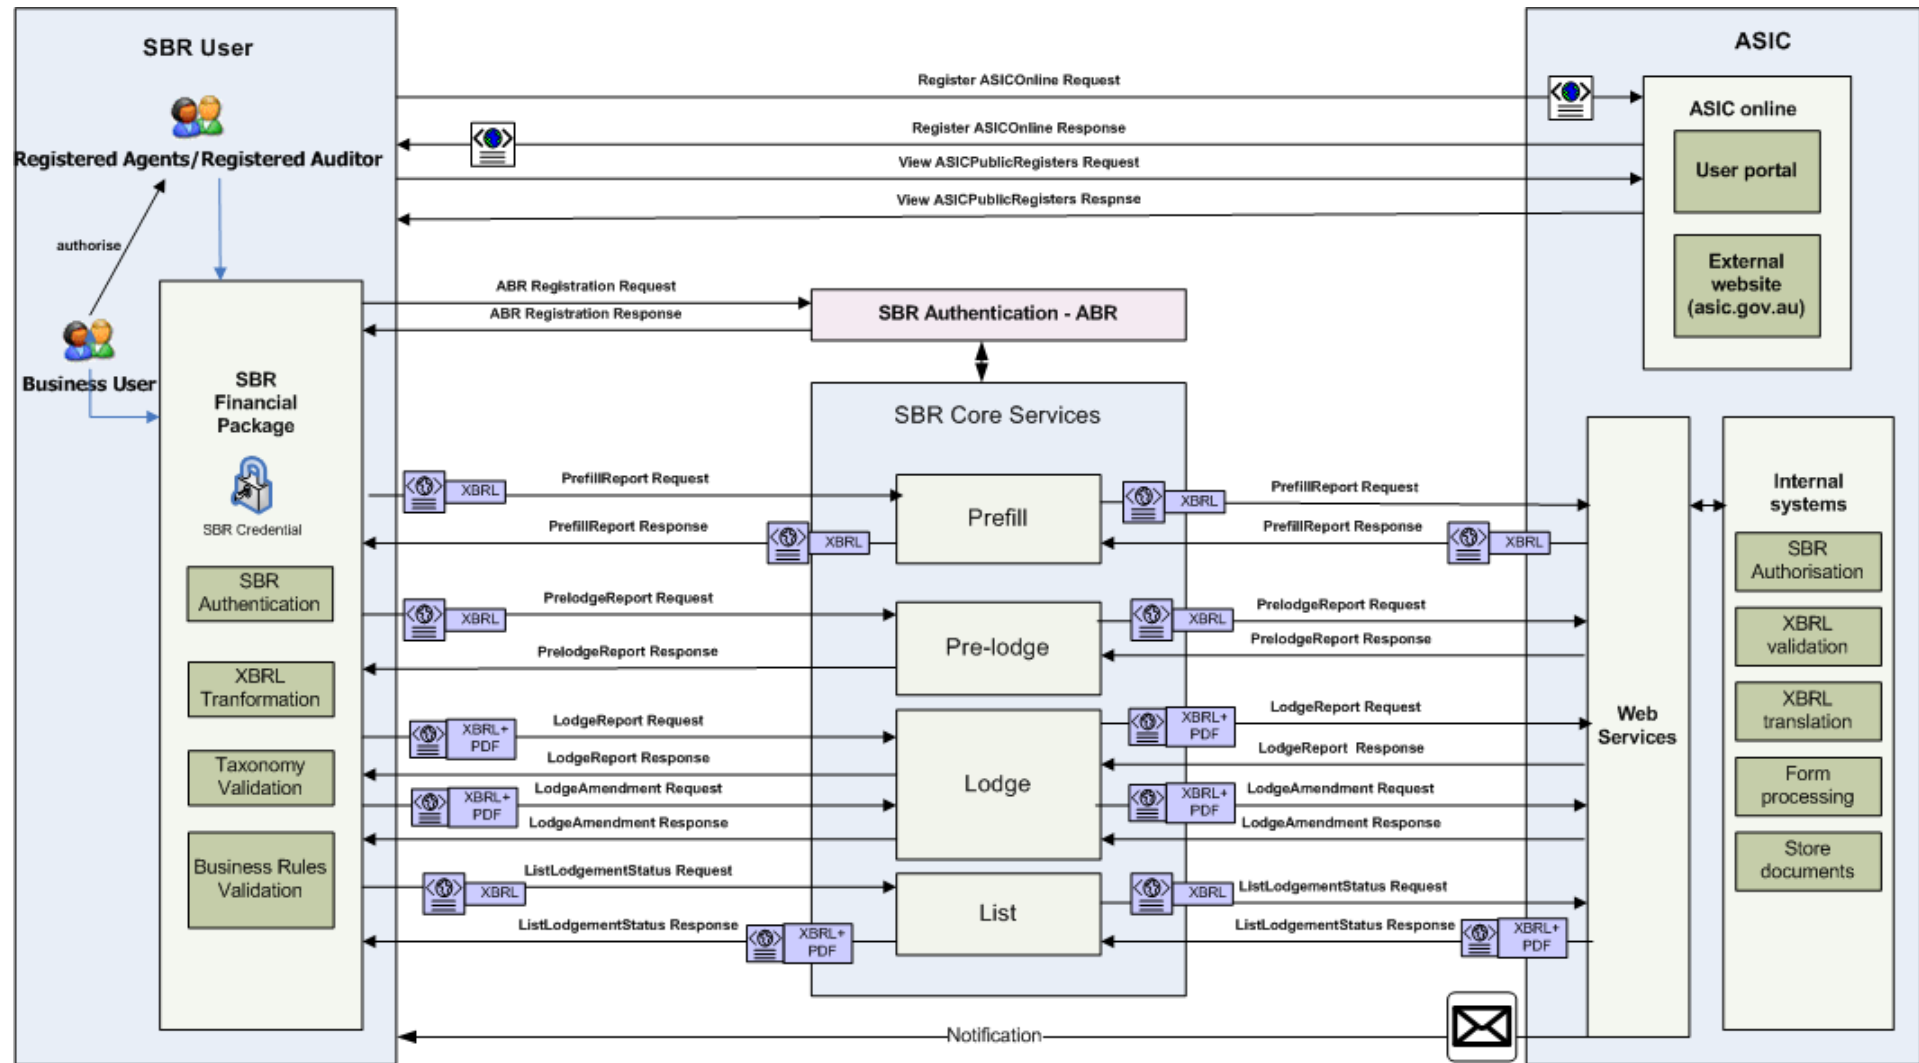 SBR User
Registered Agents/Registered Auditor
authorise
Business User
SBR
Financial
Package
SBR Credential
SBR
Authentication
XBRL
Tranformation
Taxonomy
Validation
Business Rules
Validation
Register ASICOnline Request
Register ASICOnline Response
View ASICPublicRegisters Request
View ASICPublicRegisters Respnse
ABR Registration Request
ABR Registration Response
SBR Authentication - ABR
SBR Core Services
XBRL
PrefillReport Request
PrefillReport Response
XBRL
Prefill
XBRL
PrefillReport Request
PrefillReport Response
XBRL
XBRL
PrelodgeReport Request
PrelodgeReport Response
Pre-lodge
XBRL
PrelodgeReport Request
PrelodgeReport Response
XBRL+
PDF
LodgeReport Request
LodgeReport Response
XBRL+
PDF
LodgeAmendment Request
LodgeAmendment Response
Lodge
XBRL+
PDF
LodgeReport Request
LodgeReport Response
XBRL+
PDF
LodgeAmendment Request
LodgeAmendment Response
XBRL
ListLodgementStatus Request
ListLodgementStatus Response
XBRL+
PDF
List
XBRL
ListLodgementStatus Request
ListLodgementStatus Response
XBRL+
PDF
Notification
ASIC
ASIC online
User portal
External
website
(asic.gov.au)
Web
Services
Internal
systems
SBR
Authorisation
XBRL
validation
XBRL
translation
Form
processing
Store
documents